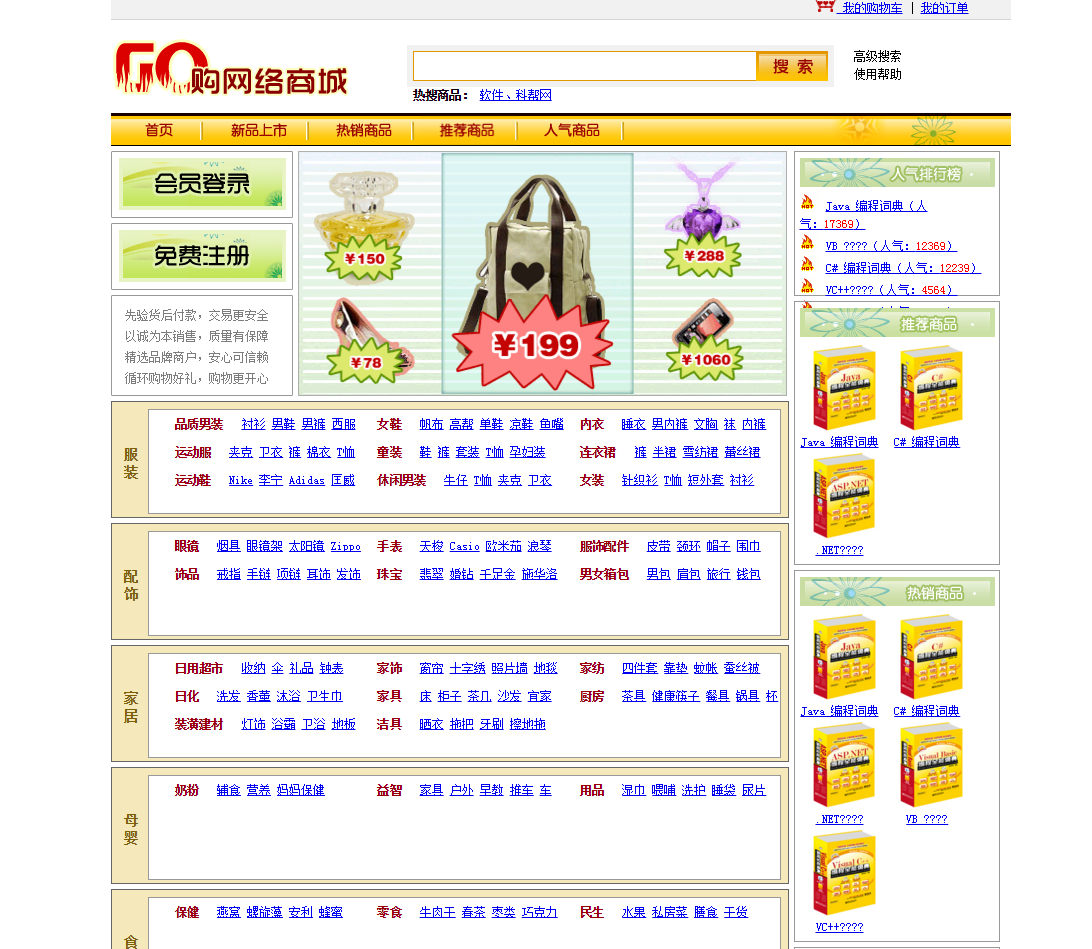 我的购物车 | 我的订单
GO购网络商城
搜 索
高级搜索
使用帮助
热搜商品： 软件、科帮网
首页 新品上市 热销商品 推荐商品 人气商品
会员登录
免费注册
先验货后付款，交易更安全
以诚为本销售，质量有保障
精选品牌商户，安心可信赖
循环购物好礼，购物更开心
¥150
¥288
¥199
¥78
¥1060
人气排行榜
HOT Java 编程词典（人
气：17369）
HOT VB ????（人气：12369）
HOT C# 编程词典（人气：12239）
HOT VC++????（人气：4564）
推荐商品
Java
C#
Java 编程词典 C# 编程词典
ASP.NET
.NET????
热销商品
Java
C#
Java 编程词典 C# 编程词典
ASP.NET
Visual Basic
.NET???? VB ????
Visual C++
VC++????
服装
品质男装 衬衫 男鞋 男裤 西服 女鞋 帆布 高帮 单鞋 凉鞋 鱼嘴 内衣 睡衣 男内裤 文胸 袜 内裤
运动服 夹克 卫衣 裤 棉衣 T恤 童装 鞋 裤 套装 T恤 孕妇装 连衣裙 裤 半裙 雪纺裙 蕾丝裙
运动鞋 Nike 李宁 Adidas 匡威 休闲男装 牛仔 T恤 夹克 卫衣 女装 针织衫 T恤 短外套 衬衫
配饰
眼镜 烟具 眼镜架 太阳镜 Zippo 手表 天梭 Casio 欧米茄 浪琴 服饰配件 皮带 颈环 帽子 围巾
饰品 戒指 手链 项链 耳饰 发饰 珠宝 翡翠 婚钻 千足金 施华洛 男女箱包 男包 肩包 旅行 钱包
家居
日用超市 收纳 伞 礼品 钟表 家饰 窗帘 十字绣 照片墙 地毯 家纺 四件套 靠垫 蚊帐 蚕丝被
日化 洗发 香薰 沐浴 卫生巾 家具 床 柜子 茶几 沙发 宜家 厨房 茶具 健康筷子 餐具 锅具 杯
装潢建材 灯饰 浴霸 卫浴 地板 洁具 晒衣 拖把 牙刷 擦地拖
母婴
奶粉 辅食 营养 妈妈保健 益智 家具 户外 早教 推车 车 用品 湿巾 喂哺 洗护 睡袋 尿片
食
保健 燕窝 螺旋藻 安利 蜂蜜 零食 牛肉干 春茶 枣类 巧克力 民生 水果 私房菜 膳食 干货